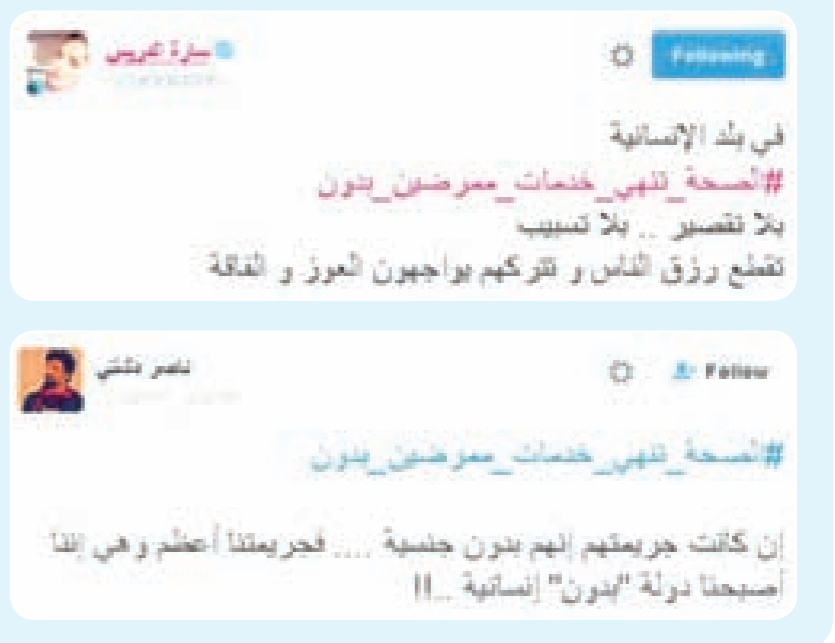 سارة الدريس
Following
في بلد الإنسانية
#الصحة_تنهي_خدمات_ممرضين_بدون
بلا تقصير .. بلا تسبيب
تقطع رزق الناس و تتركهم يواجهون العوز و الفاقة
ناصر دشتي
Follow
#الصحة_تنهي_خدمات_ممرضين_بدون
إن كانت جريمتهم إنهم بدون جنسية .... فجريمتنا أعظم وهي إننا
أصبحنا دولة "بدون" إنسانية ..!!